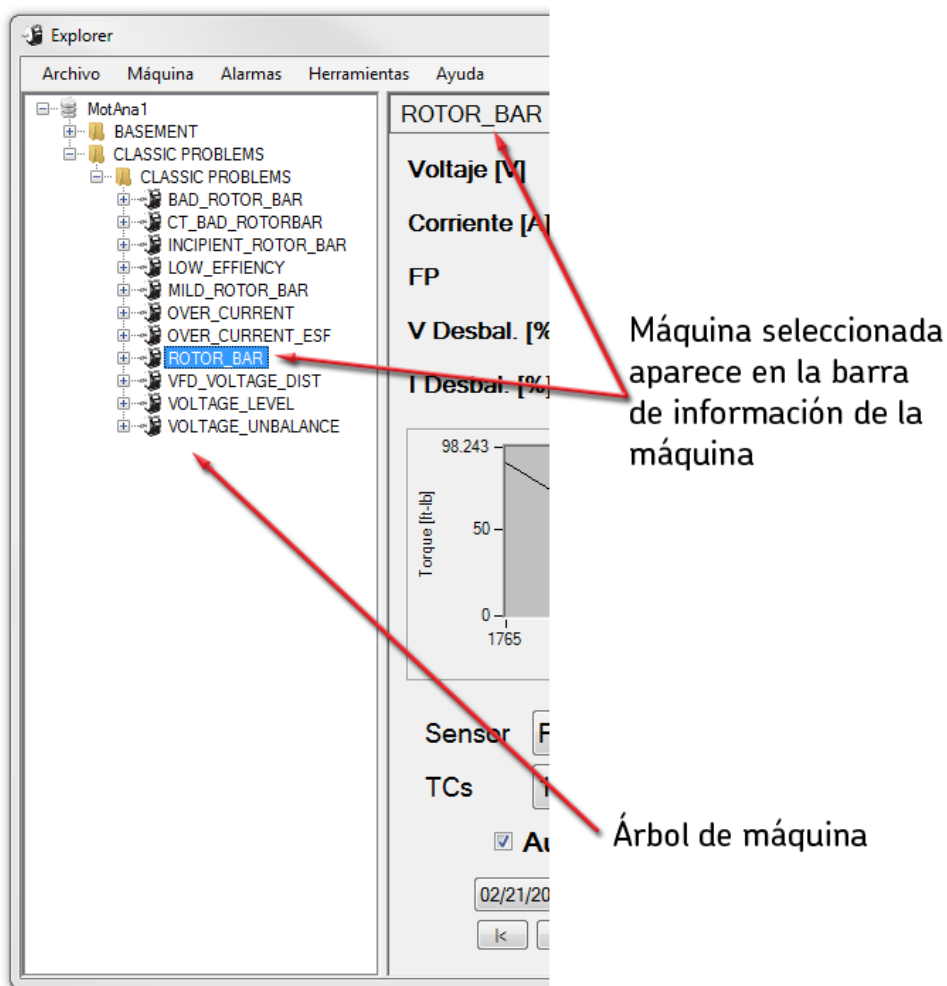 Explorer
Archivo Máquina Alarmas Herramientas Ayuda
MotAna1
BASEMENT
CLASSIC PROBLEMS
CLASSIC PROBLEMS
BAD_ROTOR_BAR
CT_BAD_ROTORBAR
INCIPIENT_ROTOR_BAR
LOW_EFFIENCY
MILD_ROTOR_BAR
OVER_CURRENT
OVER_CURRENT_ESF
ROTOR_BAR
VFD_VOLTAGE_DIST
VOLTAGE_LEVEL
VOLTAGE_UNBALANCE
ROTOR_BAR
Voltaje [V]
Corriente [A]
FP
V Desbal. [%
I Desbal. [%]
98.243
Torque [ft-lb]
50
0
1765
Sensor F
TCs
Au
02/21/20
|<
Máquina seleccionada
aparece en la barra
de información de la
máquina
Árbol de máquina